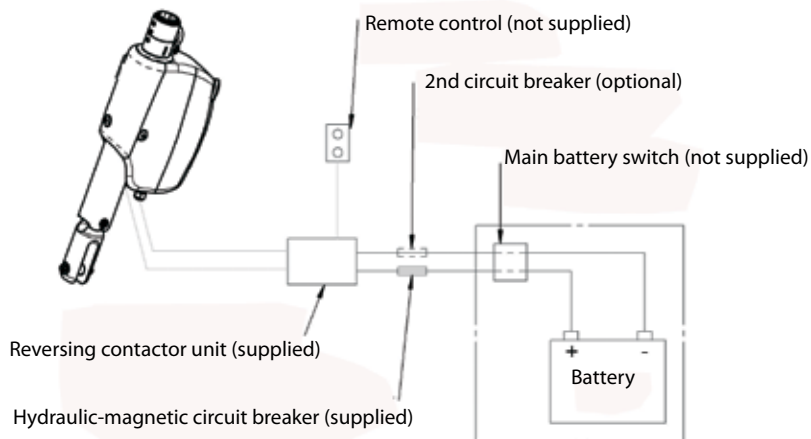 Remote control (not supplied)
2nd circuit breaker (optional)
Main battery switch (not supplied)
Reversing contactor unit (supplied)
+ -
Battery
Hydraulic-magnetic circuit breaker (supplied)